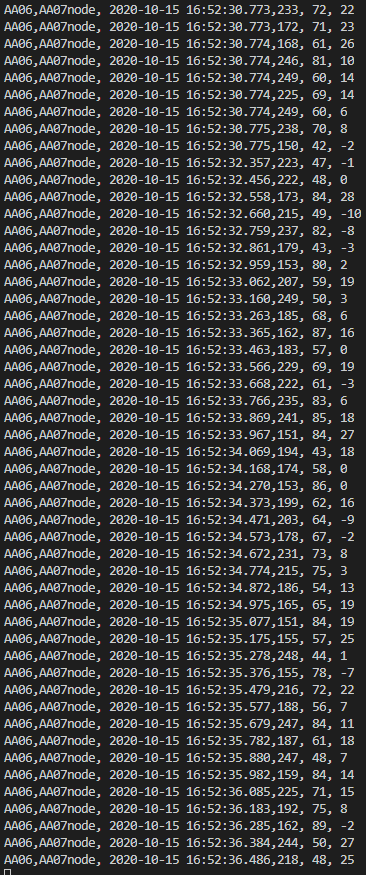 AA06,AA07node, 2020-10-15 16:52:30.773,233, 72, 22
AA06,AA07node, 2020-10-15 16:52:30.773,172, 71, 23
AA06,AA07node, 2020-10-15 16:52:30.774,168, 61, 26
AA06,AA07node, 2020-10-15 16:52:30.774,246, 81, 10
AA06,AA07node, 2020-10-15 16:52:30.774,249, 60, 14
AA06,AA07node, 2020-10-15 16:52:30.774,225, 69, 14
AA06,AA07node, 2020-10-15 16:52:30.774,249, 60, 6
AA06,AA07node, 2020-10-15 16:52:30.775,238, 70, 8
AA06,AA07node, 2020-10-15 16:52:30.775,150, 42, -2
AA06,AA07node, 2020-10-15 16:52:32.357,223, 47, -1
AA06,AA07node, 2020-10-15 16:52:32.456,222, 48, 0
AA06,AA07node, 2020-10-15 16:52:32.558,173, 84, 28
AA06,AA07node, 2020-10-15 16:52:32.660,215, 49, -10
AA06,AA07node, 2020-10-15 16:52:32.759,237, 82, -8
AA06,AA07node, 2020-10-15 16:52:32.861,179, 43, -3
AA06,AA07node, 2020-10-15 16:52:32.959,153, 80, 2
AA06,AA07node, 2020-10-15 16:52:33.062,207, 59, 19
AA06,AA07node, 2020-10-15 16:52:33.160,249, 50, 3
AA06,AA07node, 2020-10-15 16:52:33.263,185, 68, 6
AA06,AA07node, 2020-10-15 16:52:33.365,162, 87, 16
AA06,AA07node, 2020-10-15 16:52:33.463,183, 57, 0
AA06,AA07node, 2020-10-15 16:52:33.566,229, 69, 19
AA06,AA07node, 2020-10-15 16:52:33.668,222, 61, -3
AA06,AA07node, 2020-10-15 16:52:33.766,235, 83, 6
AA06,AA07node, 2020-10-15 16:52:33.869,241, 85, 18
AA06,AA07node, 2020-10-15 16:52:33.967,151, 84, 27
AA06,AA07node, 2020-10-15 16:52:34.069,194, 43, 18
AA06,AA07node, 2020-10-15 16:52:34.168,174, 58, 0
AA06,AA07node, 2020-10-15 16:52:34.270,153, 86, 0
AA06,AA07node, 2020-10-15 16:52:34.373,199, 62, 16
AA06,AA07node, 2020-10-15 16:52:34.471,203, 64, -9
AA06,AA07node, 2020-10-15 16:52:34.573,178, 67, -2
AA06,AA07node, 2020-10-15 16:52:34.672,231, 73, 8
AA06,AA07node, 2020-10-15 16:52:34.774,215, 75, 3
AA06,AA07node, 2020-10-15 16:52:34.872,186, 54, 13
AA06,AA07node, 2020-10-15 16:52:34.975,165, 65, 19
AA06,AA07node, 2020-10-15 16:52:35.077,151, 84, 19
AA06,AA07node, 2020-10-15 16:52:35.175,155, 57, 25
AA06,AA07node, 2020-10-15 16:52:35.278,248, 44, 1
AA06,AA07node, 2020-10-15 16:52:35.376,155, 78, -7
AA06,AA07node, 2020-10-15 16:52:35.479,216, 72, 22
AA06,AA07node, 2020-10-15 16:52:35.577,188, 56, 7
AA06,AA07node, 2020-10-15 16:52:35.679,247, 84, 11
AA06,AA07node, 2020-10-15 16:52:35.782,187, 61, 18
AA06,AA07node, 2020-10-15 16:52:35.880,247, 48, 7
AA06,AA07node, 2020-10-15 16:52:35.982,159, 84, 14
AA06,AA07node, 2020-10-15 16:52:36.085,225, 71, 15
AA06,AA07node, 2020-10-15 16:52:36.183,192, 75, 8
AA06,AA07node, 2020-10-15 16:52:36.285,162, 89, -2
AA06,AA07node, 2020-10-15 16:52:36.384,244, 50, 27
AA06,AA07node, 2020-10-15 16:52:36.486,218, 48, 25